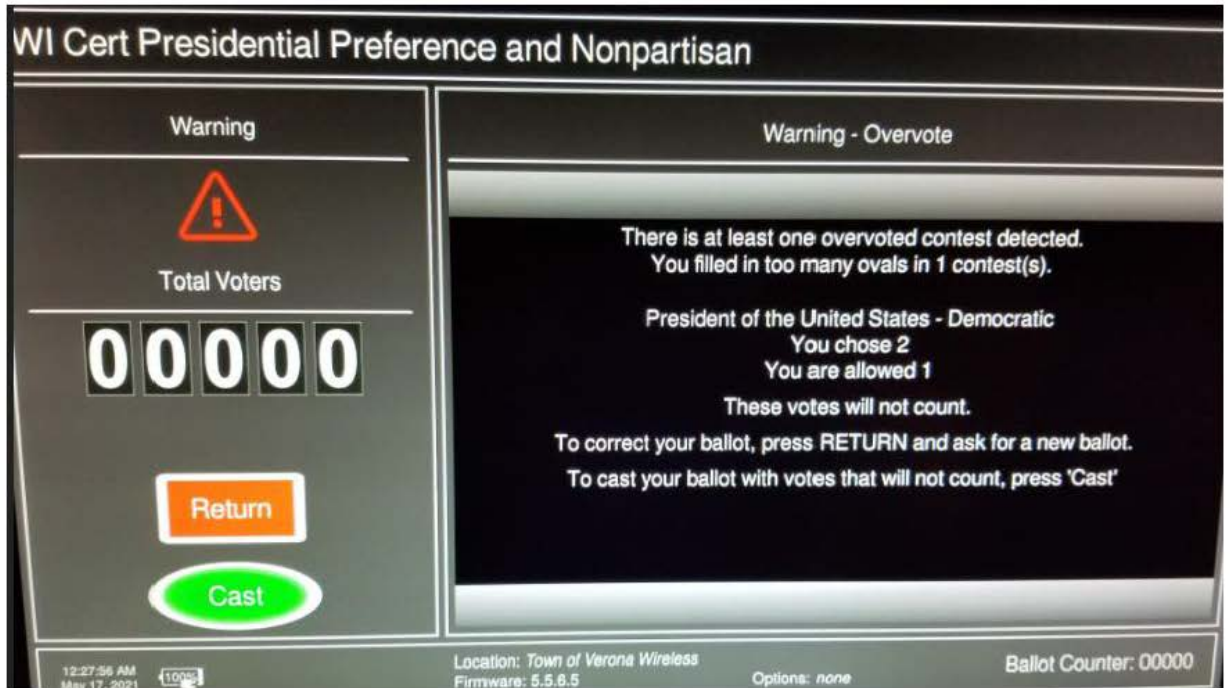 WI Cert Presidential Preference and Nonpartisan
Warning
Total Voters
00000
Return
Cast
12:27:56 AM
May 17, 2021
100%
Warning - Overvote
There is at least one overvoted contest detected.
You filled in too many ovals in 1 contest(s).
President of the United States - Democratic
You chose 2
You are allowed 1
These votes will not count.
To correct your ballot, press RETURN and ask for a new ballot.
To cast your ballot with votes that will not count, press 'Cast'
Location: Town of Verona Wireless
Firmware: 5.5.6.5
Options: none
Ballot Counter: 00000